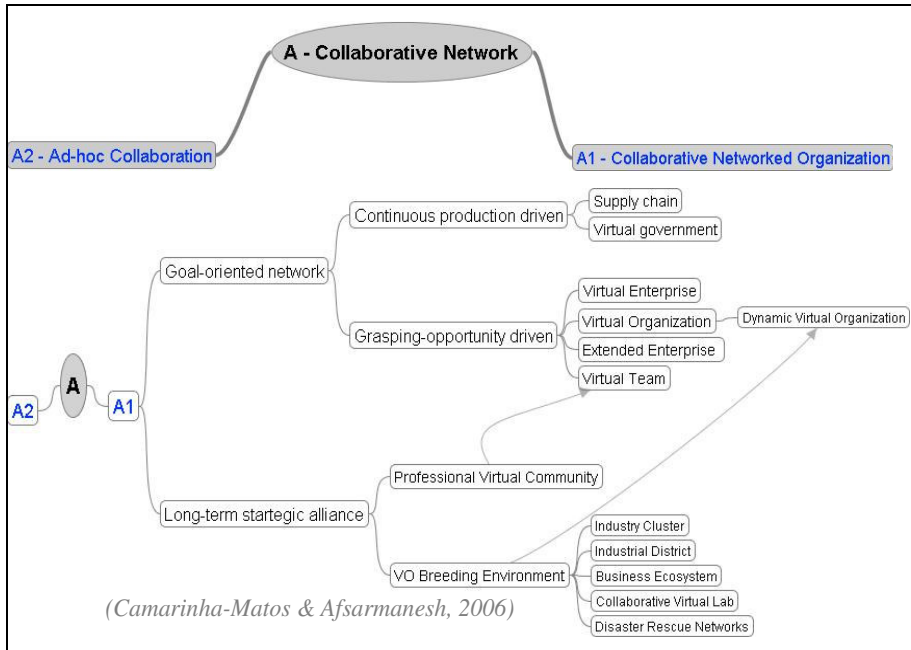 A - Collaborative Network
A2 - Ad-hoc Collaboration
A1 - Collaborative Networked Organization
Supply chain
Continuous production driven
Virtual government
Goal-oriented network
Virtual Enterprise
Virtual Organization
Dynamic Virtual Organization
Grasping-opportunity driven
Extended Enterprise
Virtual Team
A
A2
A1
Professional Virtual Community
Long-term startegic alliance
Industry Cluster
Industrial District
VO Breeding Environment
Business Ecosystem
Collaborative Virtual Lab
Disaster Rescue Networks
(Camarinha-Matos & Afsarmanesh, 2006)